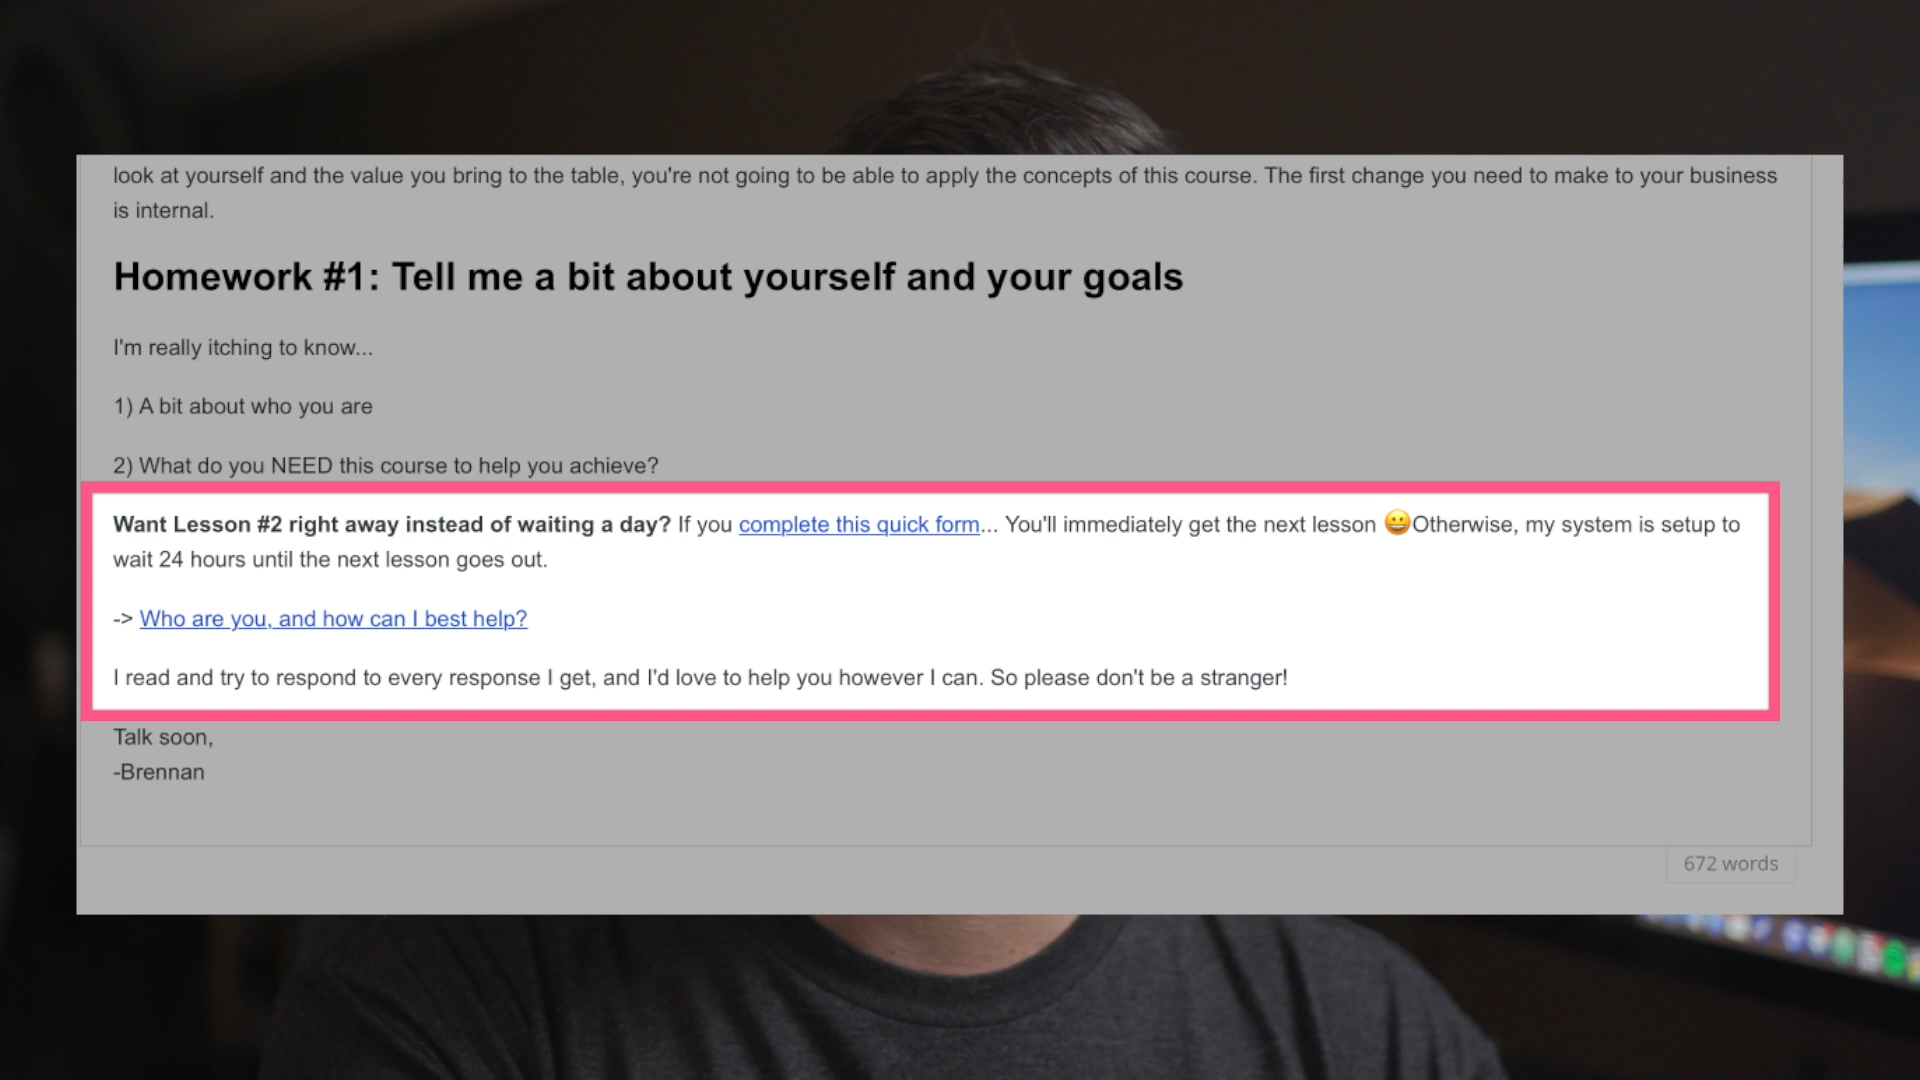 look at yourself and the value you bring to the table, you're not going to be able to apply the concepts of this course. The first change you need to make to your business
is internal.
Homework #1: Tell me a bit about yourself and your goals
I'm really itching to know...
1) A bit about who you are
2) What do you NEED this course to help you achieve?
Want Lesson #2 right away instead of waiting a day? If you complete this quick form... You'll immediately get the next lesson 😀Otherwise, my system is setup to
wait 24 hours until the next lesson goes out.
-> Who are you, and how can I best help?
I read and try to respond to every response I get, and I'd love to help you however I can. So please don't be a stranger!
Talk soon,
-Brennan
672 words